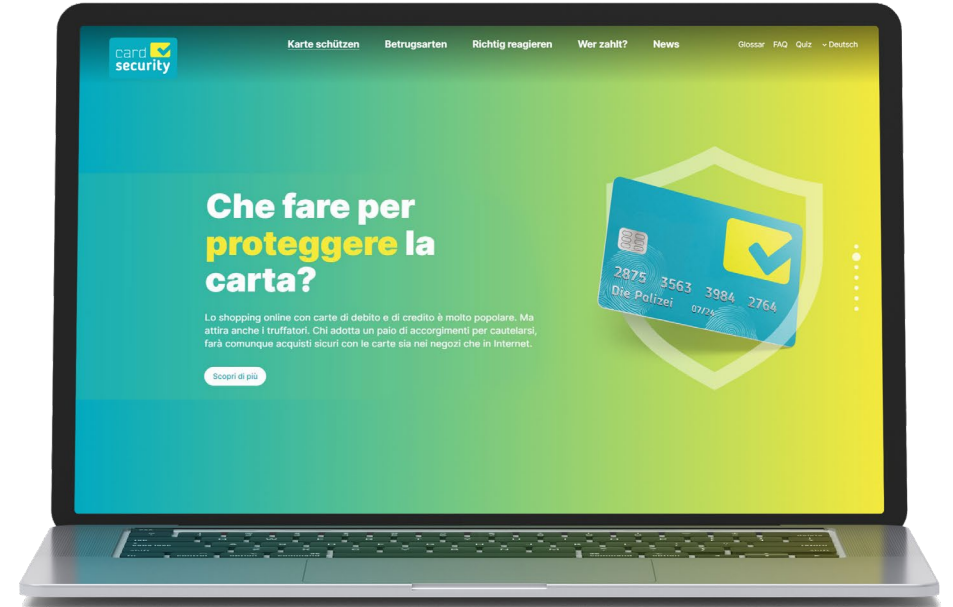 card
security
Karte schützen Betrugsarten Richtig reagieren Wer zahlt? News Glossar FAQ Quiz Deutsch
Che fare per
proteggere la
carta?
Lo shopping online con carte di debito e di credito è molto popolare. Ma
attira anche i truffatori. Chi adotta un paio di accorgimenti per cautelarsi,
farà comunque acquisti sicuri con le carte sia nei negozi che in Internet.
Scopri di più
2875 3563 3984 2764
Die Polizei 07/24